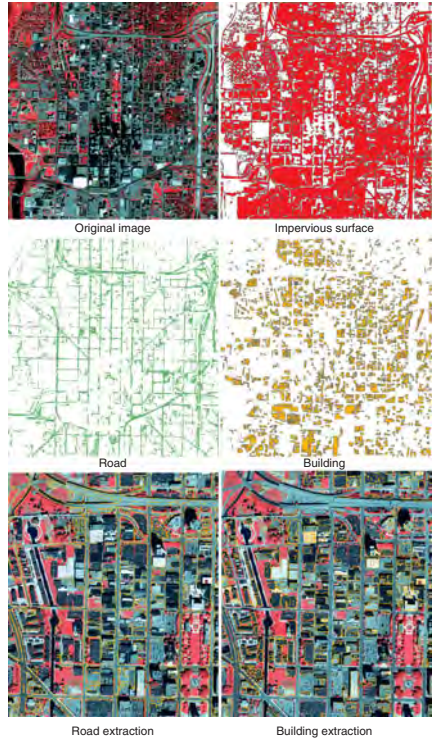 Original image
Impervious surface
Road
Building
Road extraction
Building extraction